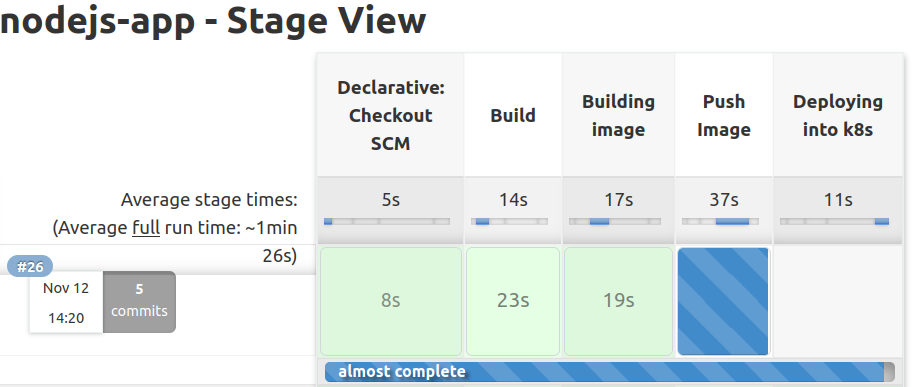 nodejs-app - Stage View
Declarative:
Checkout
SCM
Build
Building
image
Push
Image
Deploying
into k8s
Average stage times:
(Average full run time: ~1min
26s)
5s
14s
17s
37s
11s
#26
Nov 12
14:20
5
commits
8s
23s
19s
almost complete